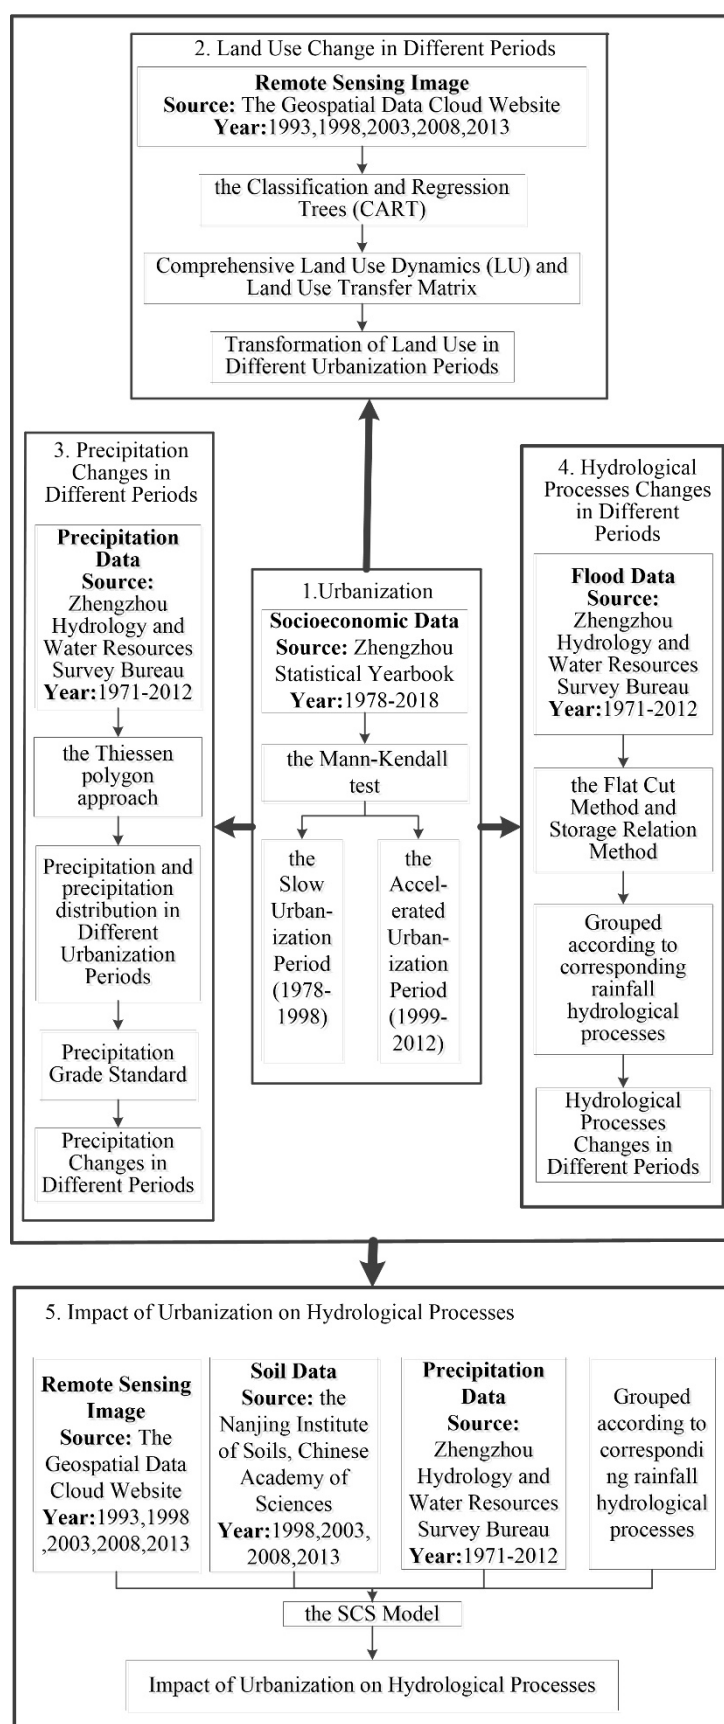 2. Land Use Change in Different Periods
Remote Sensing Image
Source: The Geospatial Data Cloud Website
Year:1993,1998,2003,2008,2013
the Classification and Regression
Trees (CART)
Comprehensive Land Use Dynamics (LU) and
Land Use Transfer Matrix
Transformation of Land Use in
Different Urbanization Periods
3. Precipitation
Changes in
Different Periods
Precipitation
Data
Source:
Zhengzhou
Hydrology and
Water Resources
Survey Bureau
Year:1971-2012
the Thiessen
polygon
approach
Precipitation and
precipitation
distribution in
Different
Urbanization
Periods
Precipitation
Grade Standard
Precipitation
Changes in
Different Periods
1.Urbanization
Socioeconomic Data
Source: Zhengzhou
Statistical Yearbook
Year:1978-2018
the Mann-Kendall
test
the
Slow
Urban-
ization
Period
(1978-
1998)
the
Accel-
erated
Urban-
ization
Period
(1999-
2012)
4. Hydrological
Processes Changes
in Different
Periods
Flood Data
Source:
Zhengzhou
Hydrology and
Water Resources
Survey Bureau
Year:1971-2012
the Flat Cut
Method and
Storage Relation
Method
Grouped
according to
corresponding
rainfall
hydrological
processes
Hydrological
Processes
Changes in
Different Periods
5. Impact of Urbanization on Hydrological Processes
Remote Sensing
Image
Source: The
Geospatial Data
Cloud Website
Year:1993,1998
,2003,2008,2013
Soil Data
Source: the
Nanjing Institute
of Soils, Chinese
Academy of
Sciences
Year:1998,2003,
2008,2013
Precipitation
Data
Source:
Zhengzhou
Hydrology and
Water Resources
Survey Bureau
Year:1971-2012
Grouped
according to
correspondi
ng rainfall
hydrological
processes
the SCS Model
Impact of Urbanization on Hydrological Processes